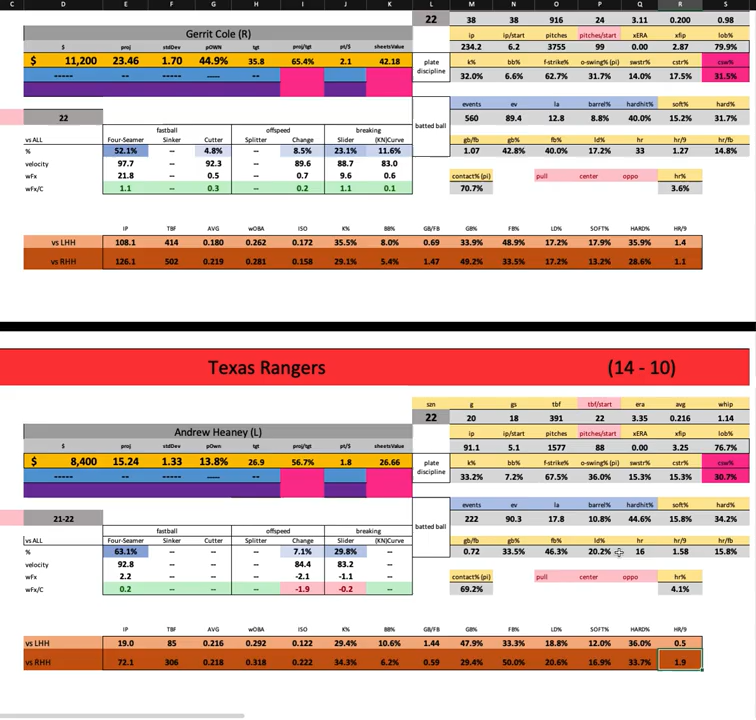 C D E F G H I J K L M N O P Q R S
22 38 38 916 24 3.11 0.200 0.98
Gerrit Cole (R)
ip ip/start pitches pitches/start xERA xfip lob%
234.2 6.2 3755 99 0.00 2.87 79.9%
$ proj stdDev pOWN tgt proj/tgt pt/$ sheetsValue
$ 11,200 23.46 1.70 44.9% 35.8 65.4% 2.1 42.18
plate discipline
k% bb% f-strike% o-swing% (pi) swstr% cstr% csw%
32.0% 6.6% 62.7% 31.7% 14.0% 17.5% 31.5%
----- -- ----- -- -- -- --
batted ball
events ev la barrel% hardhit% soft% hard%
560 89.4 12.8 8.8% 40.0% 15.2% 31.7%
22
fastball offspeed breaking
vs ALL Four-Seamer Sinker Cutter Splitter Change Slider (KN)Curve
gb/fb gb% fb% ld% hr hr/9 hr/fb
1.07 42.8% 40.0% 17.2% 33 1.27 14.8%
% 52.1% -- 4.8% -- 8.5% 23.1% 11.6%
velocity 97.7 -- 92.3 -- 89.6 88.7 83.0
wFx 21.8 -- 0.5 -- 0.7 9.6 0.6
wFx/C 1.1 -- 0.3 -- 0.2 1.1 0.1
contact% (pi) pull center oppo hr%
70.7% 3.6%
IP TBF AVG wOBA ISO K% BB% GB/FB GB% FB% LD% SOFT% HARD% HR/9
vs LHH 108.1 414 0.180 0.262 0.172 35.5% 8.0% 0.69 33.9% 48.9% 17.2% 17.9% 35.9% 1.4
vs RHH 126.1 502 0.219 0.281 0.158 29.1% 5.4% 1.47 49.2% 33.5% 17.2% 13.2% 28.6% 1.1
Texas Rangers (14 - 10)
szn g gs tbf tbf/start era avg whip
22 20 18 391 22 3.35 0.216 1.14
Andrew Heaney (L)
ip ip/start pitches pitches/start xERA xfip lob%
91.1 5.1 1577 88 0.00 3.25 76.7%
$ proj stdDev pOwn tgt proj/tgt pt/$ sheetsValue
$ 8,400 15.24 1.33 13.8% 26.9 56.7% 1.8 26.66
plate discipline
k% bb% f-strike% o-swing% (pi) swstr% cstr% csw%
33.2% 7.2% 67.5% 36.0% 15.3% 15.3% 30.7%
----- -- ----- -- -- -- --
batted ball
events ev la barrel% hardhit% soft% hard%
222 90.3 17.8 10.8% 44.6% 15.8% 34.2%
21-22
fastball offspeed breaking
vs ALL Four-Seamer Sinker Cutter Splitter Change Slider (KN)Curve
gb/fb gb% fb% ld% hr hr/9 hr/fb
0.72 33.5% 46.3% 20.2% 16 1.58 15.8%
% 63.1% -- -- -- 7.1% 29.8% --
velocity 92.8 -- -- -- 84.4 83.2 --
wFx 2.2 -- -- -- -2.1 -1.1 --
wFx/C 0.2 -- -- -- -1.9 -0.2 --
contact% (pi) pull center oppo hr%
69.2% 4.1%
IP TBF AVG wOBA ISO K% BB% GB/FB GB% FB% LD% SOFT% HARD% HR/9
vs LHH 19.0 85 0.216 0.292 0.122 29.4% 10.6% 1.44 47.9% 33.3% 18.8% 12.0% 36.0% 0.5
vs RHH 72.1 306 0.218 0.318 0.222 34.3% 6.2% 0.59 29.4% 50.0% 20.6% 16.9% 33.7% 1.9